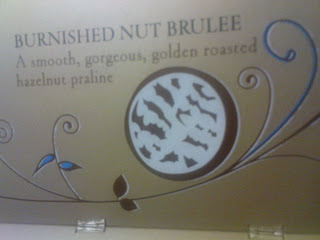 BURNISHED NUT BRULEE
A smooth, gorgeous, golden roasted
hazelnut praline